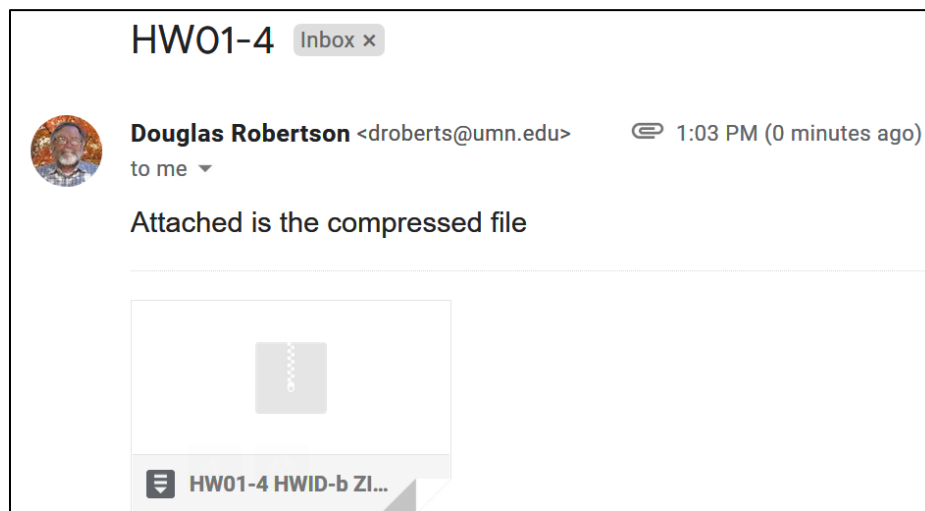 HW01-4 Inbox ×
Douglas Robertson <droberts@umn.edu> 1:03 PM (0 minutes ago)
to me
Attached is the compressed file
HW01-4 HWID-b ZI...